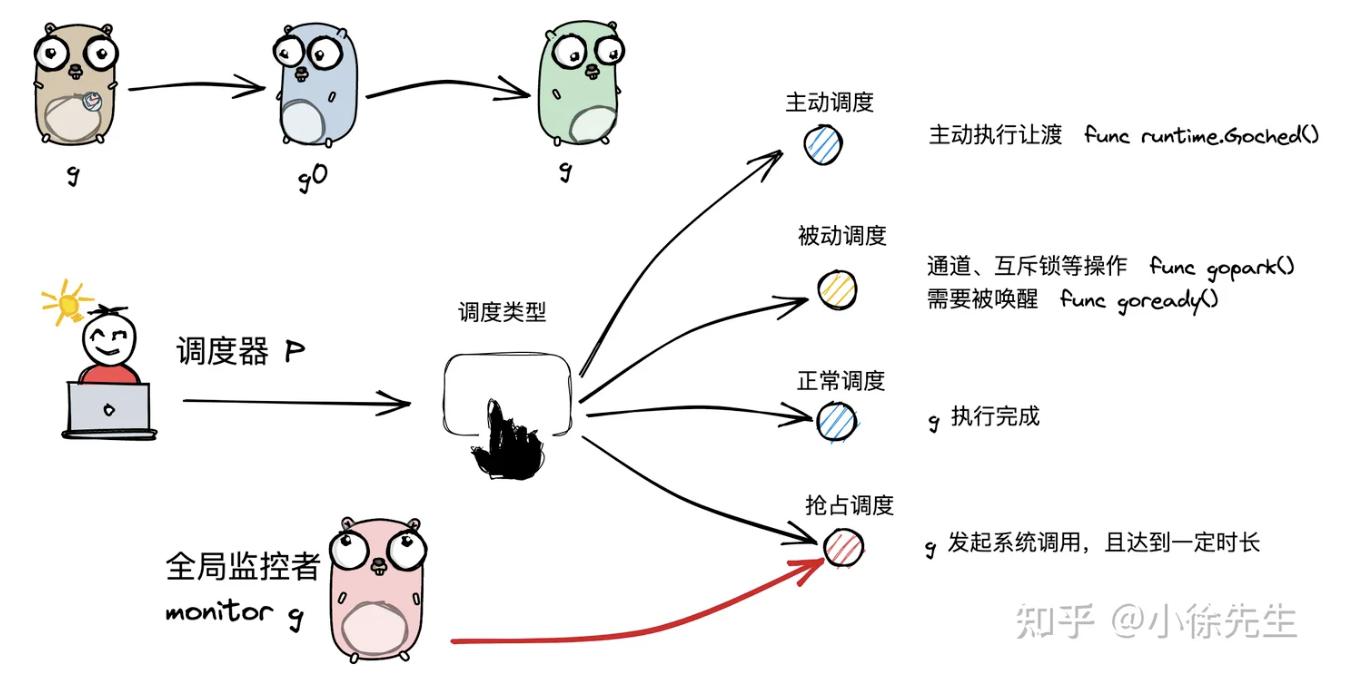 g
g0
g
主动调度
主动执行让渡 func runtime.Goched()
被动调度
通道、互斥锁等操作 func gopark()
需要被唤醒 func goready()
调度类型
调度器 P
正常调度
g 执行完成
抢占调度
g 发起系统调用，且达到一定时长
全局监控者
monitor g
知乎 @小徐先生